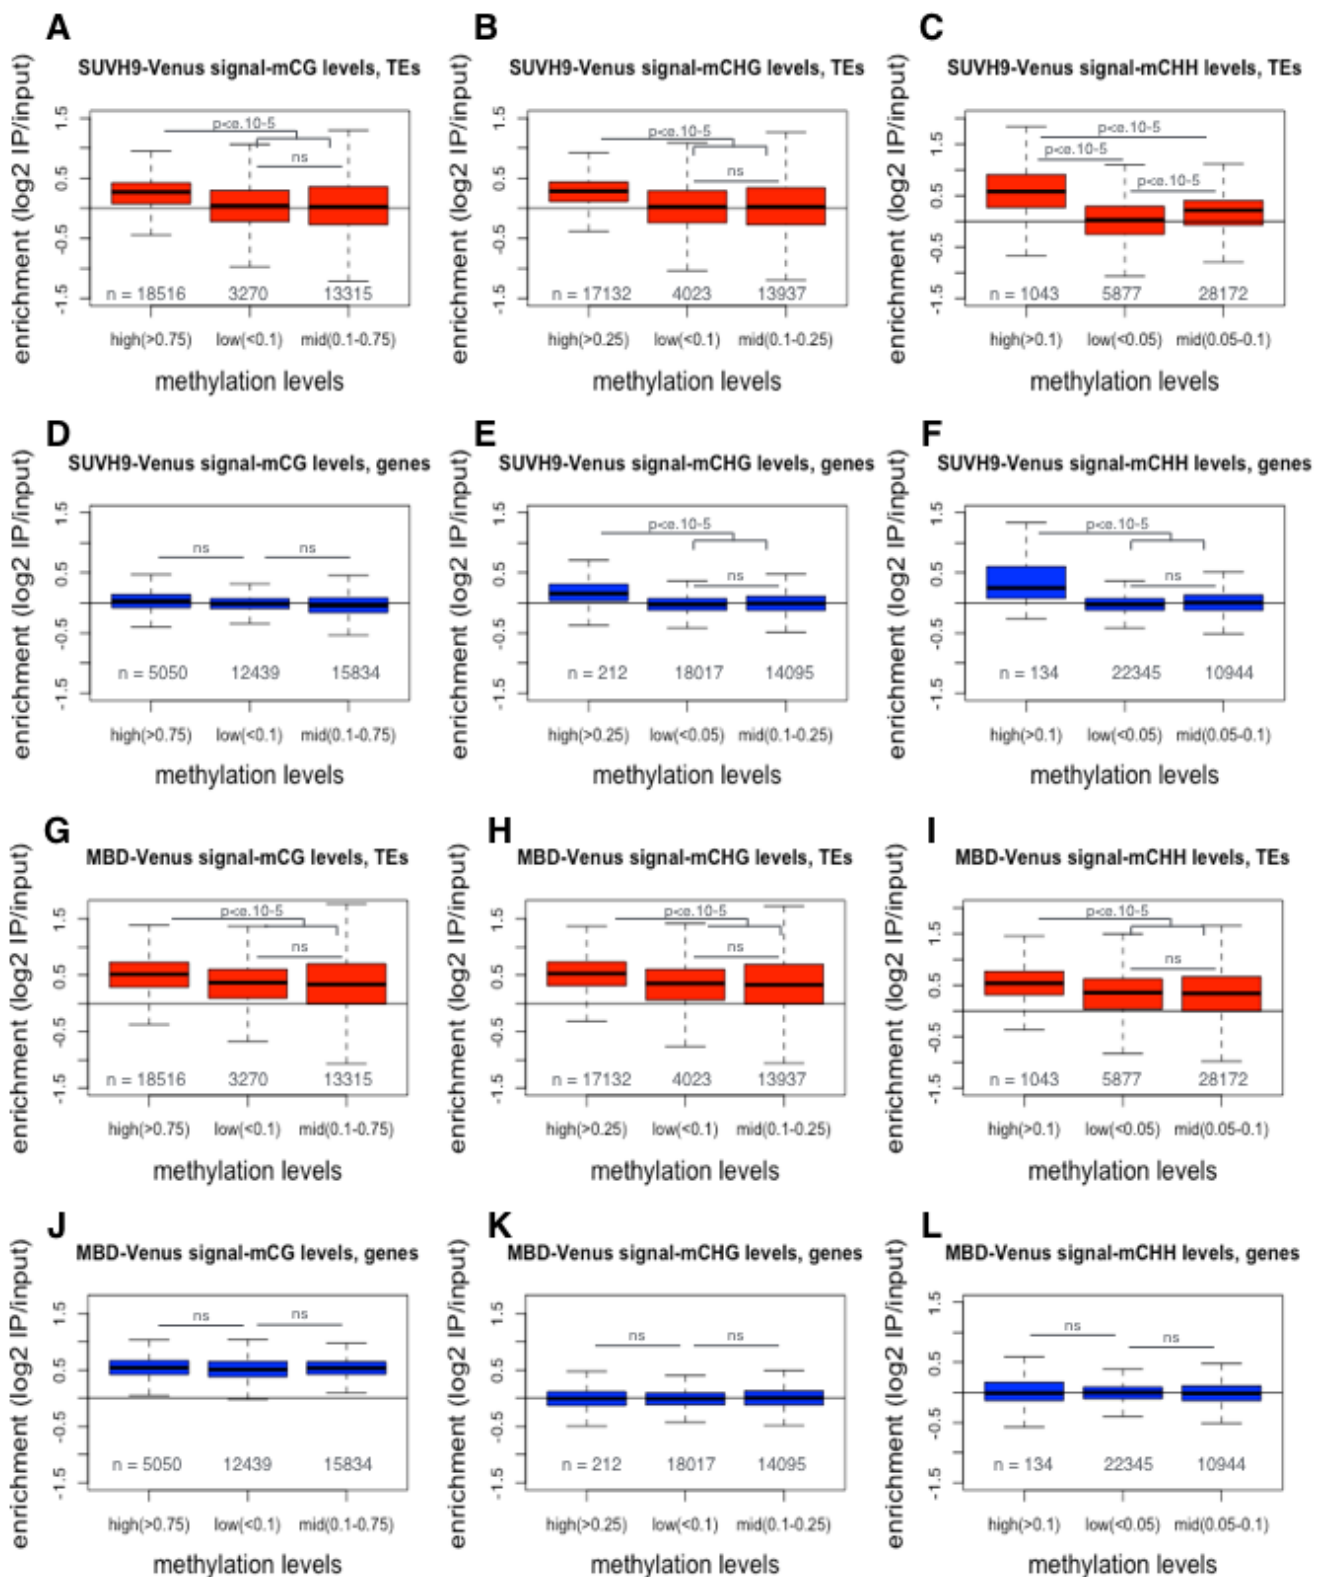 A
SUVH9-Venus signal-mCG levels, TEs
enrichment (log2 IP/input)
1.5
0.5
-0.5
-1.5
p<e.10-5
ns
n = 18516 3270 13315
high(>0.75) low(<0.1) mid(0.1-0.75)
methylation levels
B
SUVH9-Venus signal-mCHG levels, TEs
enrichment (log2 IP/input)
1.5
0.5
-0.5
-1.5
p<e.10-5
ns
n = 17132 4023 13937
high(>0.25) low(<0.1) mid(0.1-0.25)
methylation levels
C
SUVH9-Venus signal-mCHH levels, TEs
enrichment (log2 IP/input)
1.5
0.5
-0.5
-1.5
p<e.10-5
p<e.10-5
p<e.10-5
n = 1043 5877 28172
high(>0.1) low(<0.05) mid(0.05-0.1)
methylation levels
D
SUVH9-Venus signal-mCG levels, genes
enrichment (log2 IP/input)
1.5
0.5
-0.5
-1.5
ns ns
n = 5050 12439 15834
high(>0.75) low(<0.1) mid(0.1-0.75)
methylation levels
E
SUVH9-Venus signal-mCHG levels, genes
enrichment (log2 IP/input)
1.5
0.5
-0.5
-1.5
p<e.10-5
ns
n = 212 18017 14095
high(>0.25) low(<0.05) mid(0.1-0.25)
methylation levels
F
SUVH9-Venus signal-mCHH levels, genes
enrichment (log2 IP/input)
1.5
0.5
-0.5
-1.5
p<e.10-5
ns
n = 134 22345 10944
high(>0.1) low(<0.05) mid(0.05-0.1)
methylation levels
G
MBD-Venus signal-mCG levels, TEs
enrichment (log2 IP/input)
1.5
0.5
-0.5
-1.5
p<e.10-5
ns
n = 18516 3270 13315
high(>0.75) low(<0.1) mid(0.1-0.75)
methylation levels
H
MBD-Venus signal-mCHG levels, TEs
enrichment (log2 IP/input)
1.5
0.5
-0.5
-1.5
p<e.10-5
ns
n = 17132 4023 13937
high(>0.25) low(<0.1) mid(0.1-0.25)
methylation levels
I
MBD-Venus signal-mCHH levels, TEs
enrichment (log2 IP/input)
1.5
0.5
-0.5
-1.5
p<e.10-5
ns
n = 1043 5877 28172
high(>0.1) low(<0.05) mid(0.05-0.1)
methylation levels
J
MBD-Venus signal-mCG levels, genes
enrichment (log2 IP/input)
1.5
0.5
-0.5
-1.5
ns ns
n = 5050 12439 15834
high(>0.75) low(<0.1) mid(0.1-0.75)
methylation levels
K
MBD-Venus signal-mCHG levels, genes
enrichment (log2 IP/input)
1.5
0.5
-0.5
-1.5
ns ns
n = 212 18017 14095
high(>0.25) low(<0.1) mid(0.1-0.25)
methylation levels
L
MBD-Venus signal-mCHH levels, genes
enrichment (log2 IP/input)
1.5
0.5
-0.5
-1.5
ns ns
n = 134 22345 10944
high(>0.1) low(<0.05) mid(0.05-0.1)
methylation levels